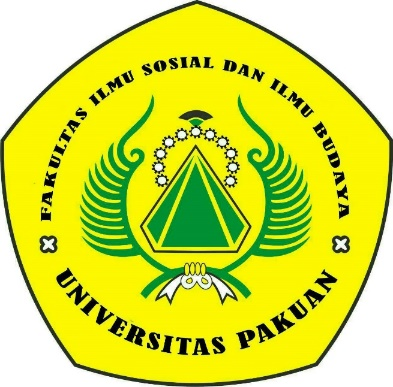 FAKULTAS ILMU SOSIAL DAN ILMU BUDAYA
UNIVERSITAS PAKUAN